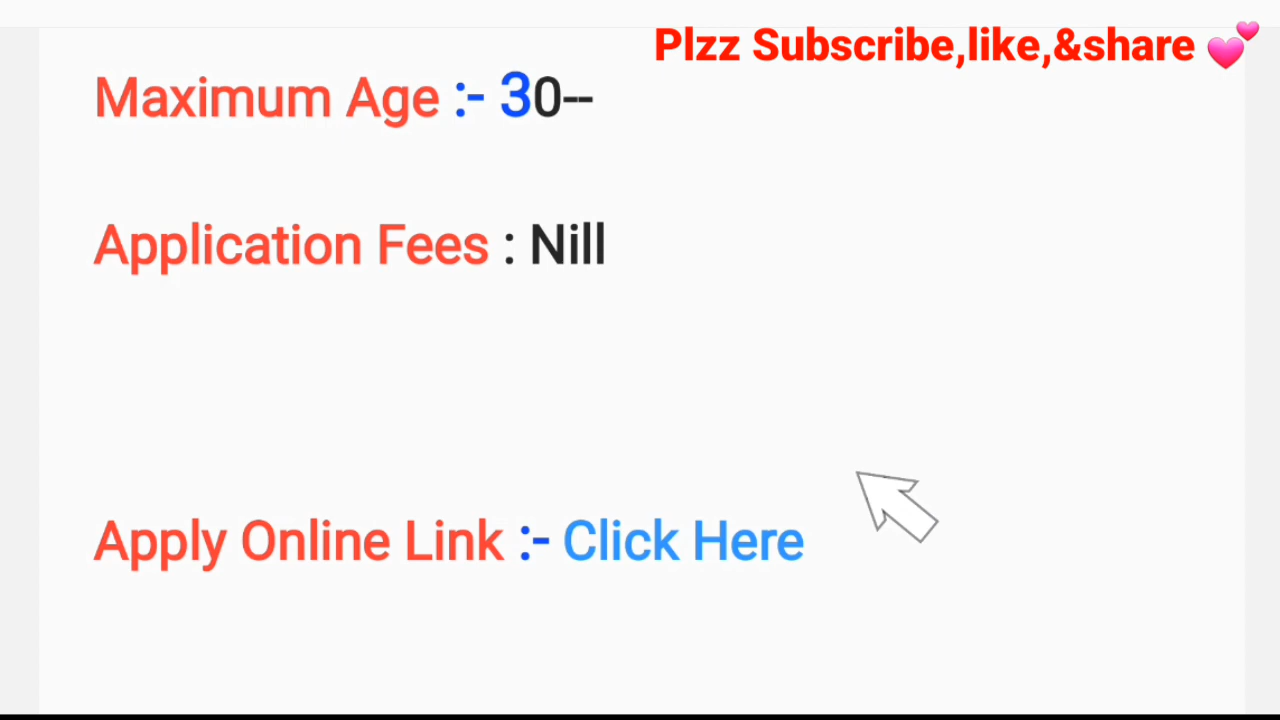 Plzz Subscribe,like,&share 💕
Maximum Age :- 30--
Application Fees : Nill
Apply Online Link :- Click Here